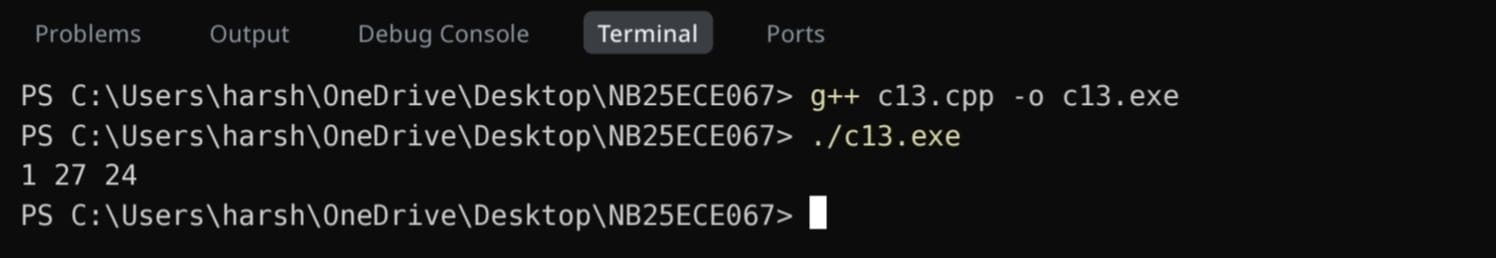 Problems Output Debug Console Terminal Ports
PS C:\Users\harsh\OneDrive\Desktop\NB25ECE067> g++ c13.cpp -o c13.exe
PS C:\Users\harsh\OneDrive\Desktop\NB25ECE067> ./c13.exe
1 27 24
PS C:\Users\harsh\OneDrive\Desktop\NB25ECE067>